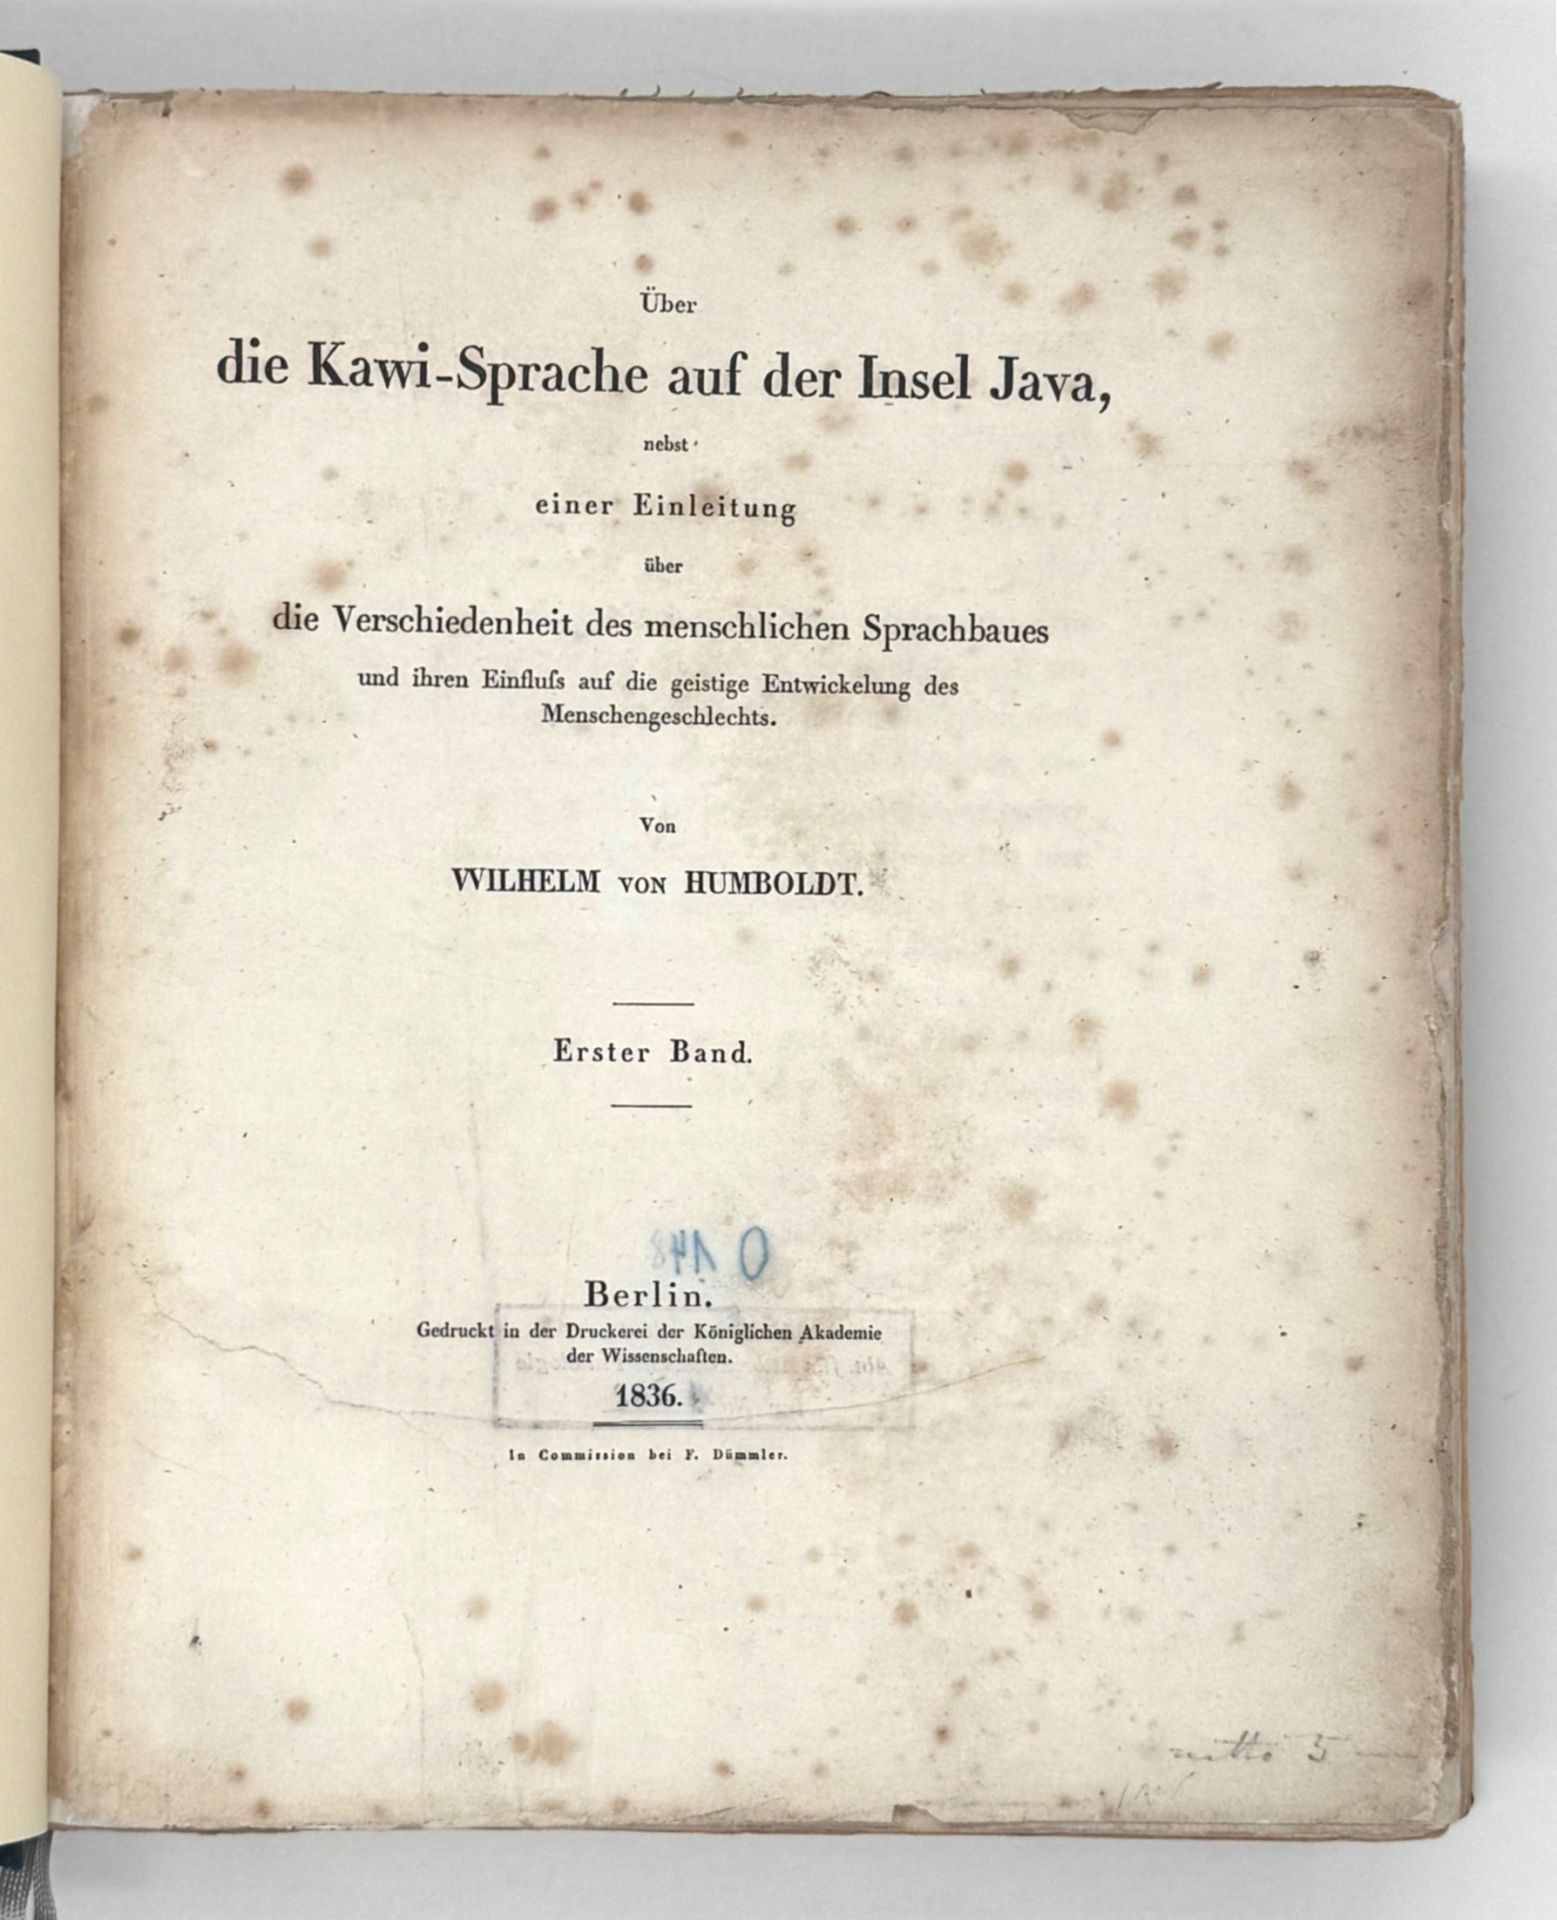 Über
die Kawi-Sprache auf der Insel Java,
nebst
einer Einleitung
über
die Verschiedenheit des menschlichen Sprachbaues
und ihren Einfluſs auf die geistige Entwickelung des
Menschengeschlechts.
Von
WILHELM VON HUMBOLDT.
Erster Band.
Berlin.
Gedruckt in der Druckerei der Königlichen Akademie
der Wissenschaften.
1836.
In Commission bei F. Dümmler.
netto 5